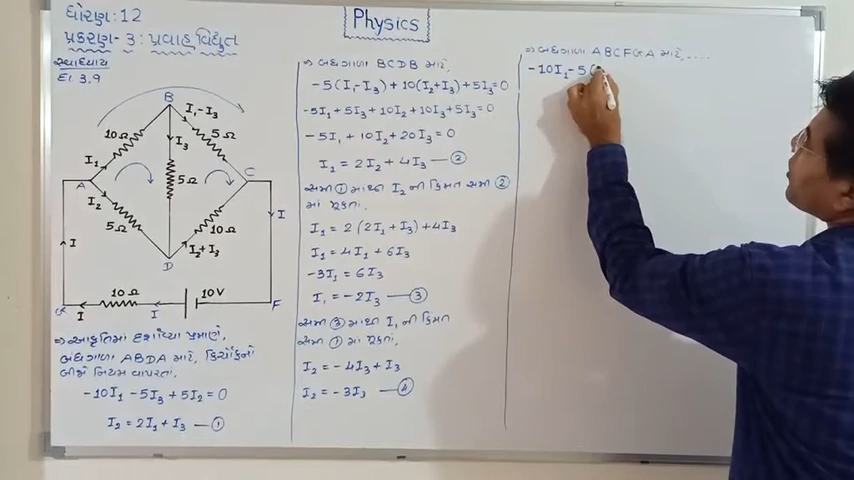 ધોરણ: 12
Physics
પ્રકરણ- 3: પ્રવાહ વિદ્યુત
સ્વાધ્યાય
દા. 3.9
B
I₁-I₃
10Ω
5Ω
I₃
I₁
5Ω
A
C
I₂
I
5Ω
10Ω
I₂+I₃
D
I
10Ω
10V
I
I
F
⇒ આકૃતિમાં દર્શાવ્યા પ્રમાણે,
બંધગાળા ABDA માટે, કિર્ચોફનો
બીજો નિયમ વાપરતાં.
-10I₁ -5I₃ +5I₂ = 0
I₂ = 2I₁ + I₃ — ①
⇒ બંધગાળા BCDB માટે,
-5(I₁-I₃) +10(I₂+I₃) +5I₃=0
-5I₁ + 5I₃ + 10I₂ + 10I₃ + 5I₃ = 0
-5I₁ + 10I₂ + 20I₃ = 0
I₁ = 2I₂ + 4I₃ — ②
સમી ① માંથી I₂ ની કિંમત સમી ②
માં મૂકતાં
I₁ = 2 (2I₁ + I₃) + 4I₃
I₁ = 4I₁ + 6I₃
-3I₁ = 6I₃
I₁ = -2I₃ — ③
સમી ③ માંથી I₁ ની કિંમત
સમી ① માં મૂકતાં,
I₂ = -4I₃ + I₃
I₂ = -3I₃ — ④
⇒ બંધગાળા ABCFGA માટે,....
-10I₁ - 5(